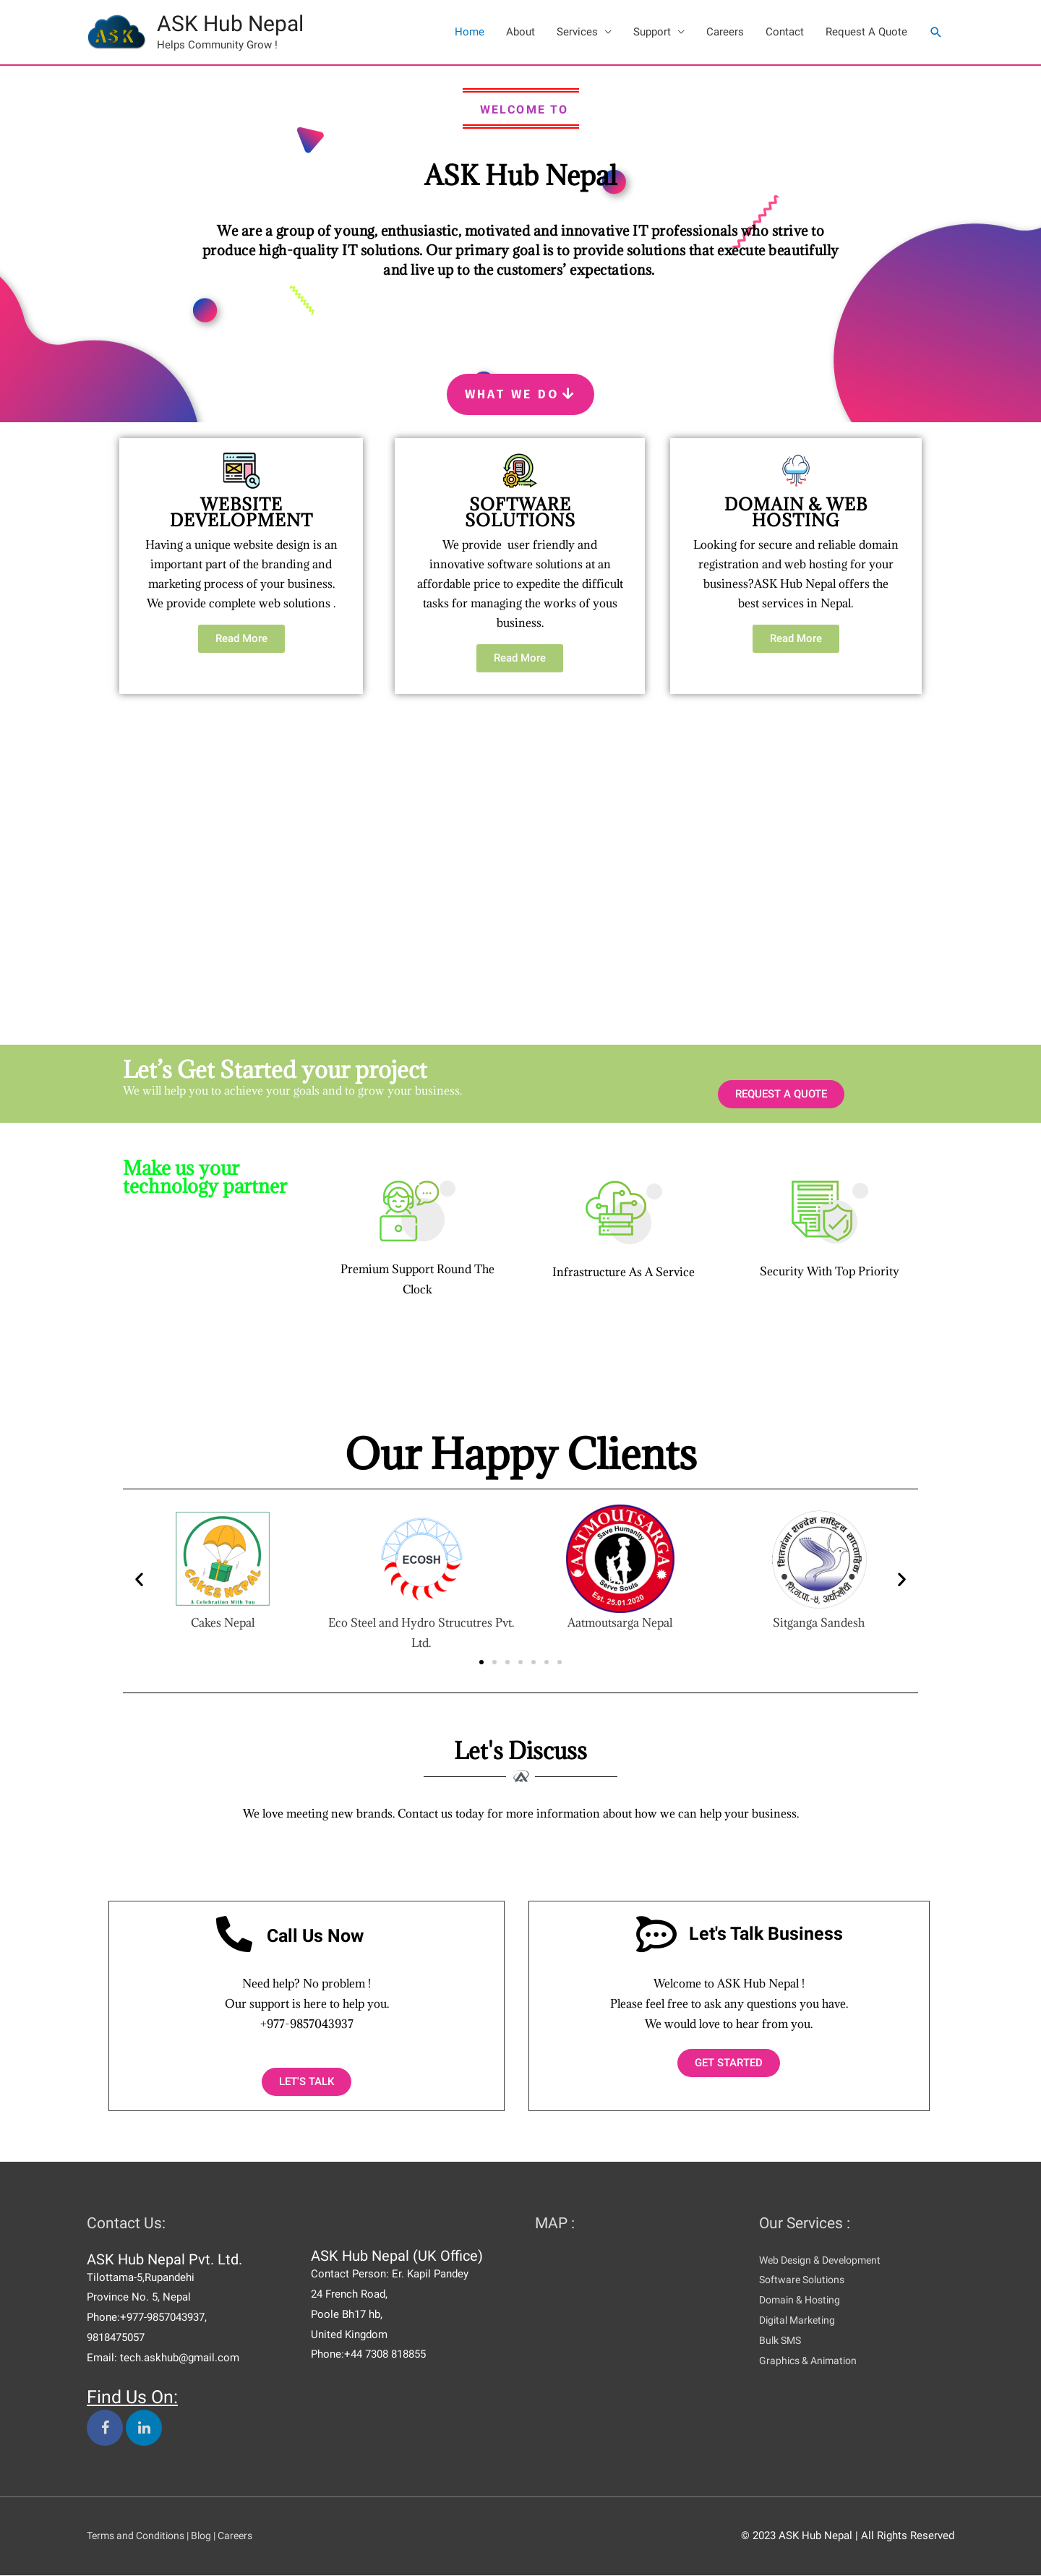 ASK
ASK Hub Nepal
Helps Community Grow !
Home About Services Support Careers Contact Request A Quote
WELCOME TO
ASK Hub Nepal
We are a group of young, enthusiastic, motivated and innovative IT professionals who strive to
produce high-quality IT solutions. Our primary goal is to provide solutions that execute beautifully
and live up to the customers’ expectations.
WHAT WE DO
WEBSITE
DEVELOPMENT
Having a unique website design is an
important part of the branding and
marketing process of your business.
We provide complete web solutions .
Read More
SOFTWARE
SOLUTIONS
We provide  user friendly and
innovative software solutions at an
affordable price to expedite the difficult
tasks for managing the works of yous
business.
Read More
DOMAIN & WEB
HOSTING
Looking for secure and reliable domain
registration and web hosting for your
business?ASK Hub Nepal offers the
best services in Nepal.
Read More
Let’s Get Started your project
We will help you to achieve your goals and to grow your business.
REQUEST A QUOTE
Make us your
technology partner
Premium Support Round The
Clock
Infrastructure As A Service
Security With Top Priority
Our Happy Clients
CAKES NEPAL
A Celebration With You
Cakes Nepal
ECOSH
Eco Steel and Hydro Strucutres Pvt.
Ltd.
AATMOUTSARGA
Save Humanity
Serve Souls
Est. 25.01.2020
Aatmoutsarga Nepal
Sitganga Sandesh
Let's Discuss
We love meeting new brands. Contact us today for more information about how we can help your business.
Call Us Now
Need help? No problem !
Our support is here to help you.
+977-9857043937
LET'S TALK
Let's Talk Business
Welcome to ASK Hub Nepal !
Please feel free to ask any questions you have.
We would love to hear from you.
GET STARTED
Contact Us:
ASK Hub Nepal Pvt. Ltd.
Tilottama-5,Rupandehi
Province No. 5, Nepal
Phone:+977-9857043937,
9818475057
Email: tech.askhub@gmail.com
Find Us On:
ASK Hub Nepal (UK Office)
Contact Person: Er. Kapil Pandey
24 French Road,
Poole Bh17 hb,
United Kingdom
Phone:+44 7308 818855
MAP :
Our Services :
Web Design & Development
Software Solutions
Domain & Hosting
Digital Marketing
Bulk SMS
Graphics & Animation
Terms and Conditions | Blog | Careers
© 2023 ASK Hub Nepal | All Rights Reserved